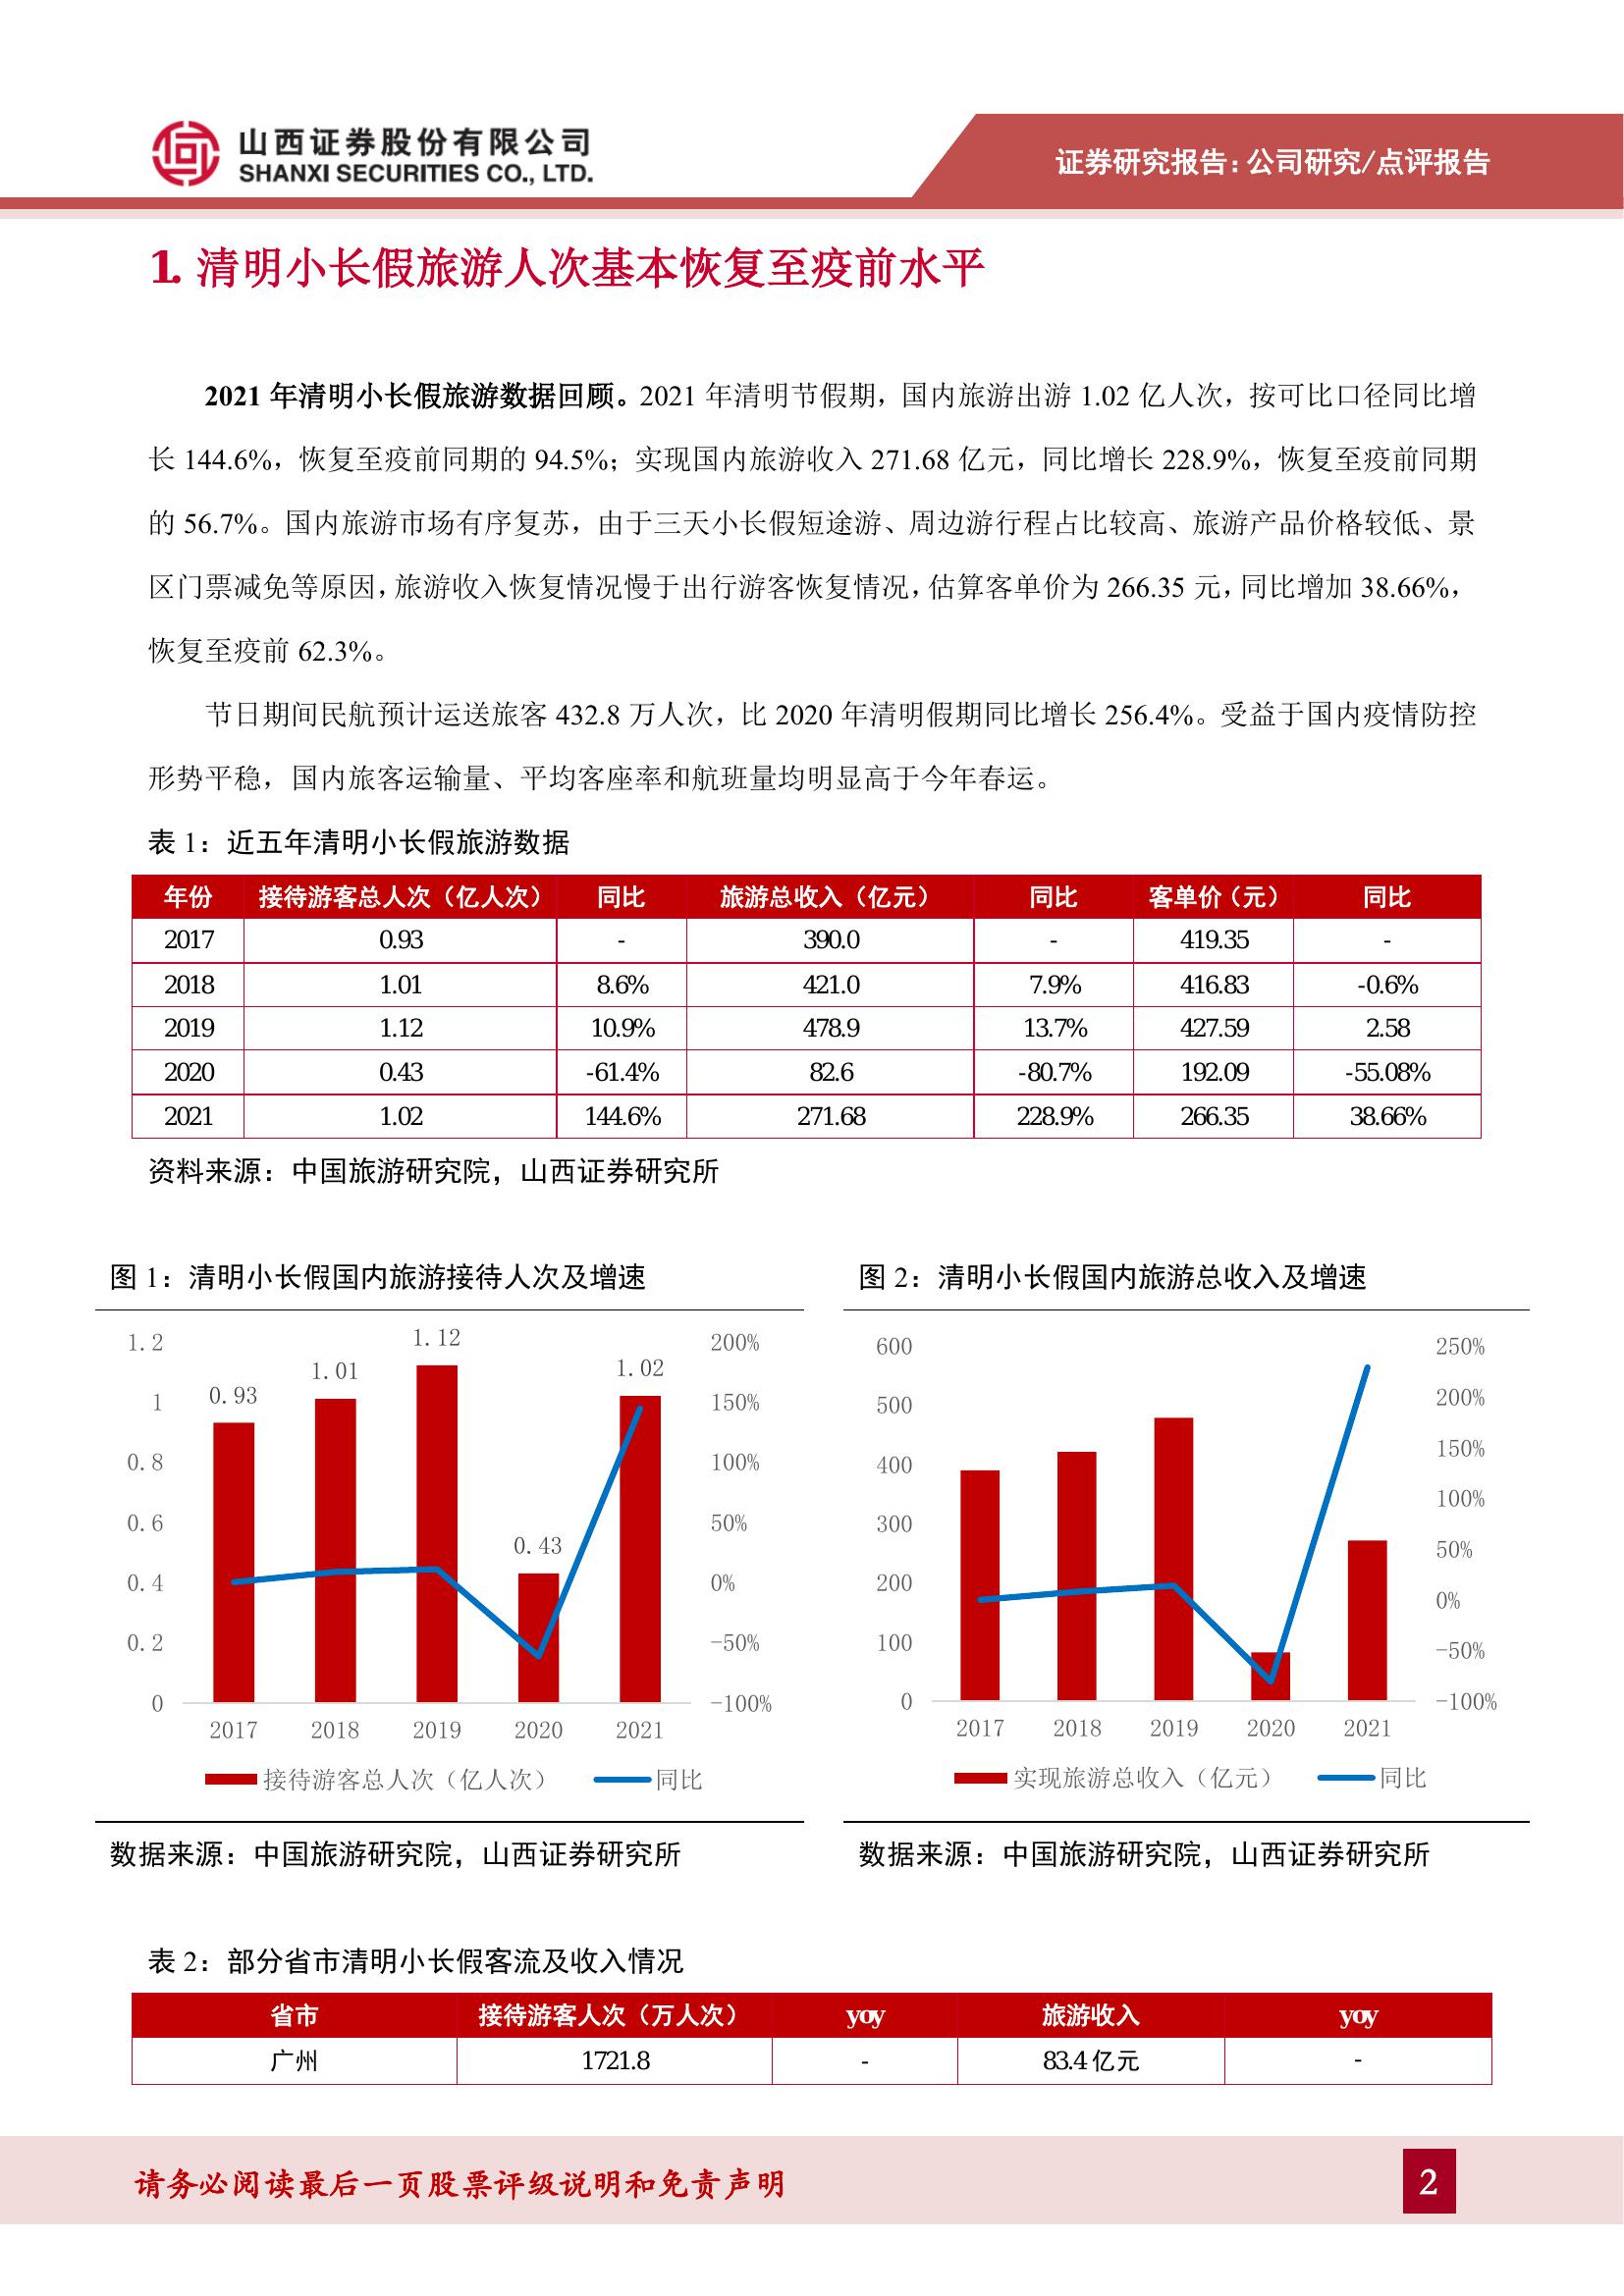 山西证券股份有限公司
SHANXI SECURITIES CO., LTD.
证券研究报告：公司研究/点评报告
1. 清明小长假旅游人次基本恢复至疫前水平
2021 年清明小长假旅游数据回顾。2021 年清明节假期，国内旅游出游 1.02 亿人次，按可比口径同比增
长 144.6%，恢复至疫前同期的 94.5%；实现国内旅游收入 271.68 亿元，同比增长 228.9%，恢复至疫前同期
的 56.7%。国内旅游市场有序复苏，由于三天小长假短途游、周边游行程占比较高、旅游产品价格较低、景
区门票减免等原因，旅游收入恢复情况慢于出行游客恢复情况，估算客单价为 266.35 元，同比增加 38.66%，
恢复至疫前 62.3%。
节日期间民航预计运送旅客 432.8 万人次，比 2020 年清明假期同比增长 256.4%。受益于国内疫情防控
形势平稳，国内旅客运输量、平均客座率和航班量均明显高于今年春运。
表 1：近五年清明小长假旅游数据
年份 接待游客总人次（亿人次） 同比 旅游总收入（亿元） 同比 客单价（元） 同比
2017 0.93 - 390.0 - 419.35 -
2018 1.01 8.6% 421.0 7.9% 416.83 -0.6%
2019 1.12 10.9% 478.9 13.7% 427.59 2.58
2020 0.43 -61.4% 82.6 -80.7% 192.09 -55.08%
2021 1.02 144.6% 271.68 228.9% 266.35 38.66%
资料来源：中国旅游研究院，山西证券研究所
图 1：清明小长假国内旅游接待人次及增速
1.2
1
0.8
0.6
0.4
0.2
0
0.93
1.01
1.12
0.43
1.02
200%
150%
100%
50%
0%
-50%
-100%
2017 2018 2019 2020 2021
接待游客总人次（亿人次） 同比
数据来源：中国旅游研究院，山西证券研究所
图 2：清明小长假国内旅游总收入及增速
600
500
400
300
200
100
0
250%
200%
150%
100%
50%
0%
-50%
-100%
2017 2018 2019 2020 2021
实现旅游总收入（亿元） 同比
数据来源：中国旅游研究院，山西证券研究所
表 2：部分省市清明小长假客流及收入情况
省市 接待游客人次（万人次） yoy 旅游收入 yoy
广州 1721.8 - 83.4 亿元 -
请务必阅读最后一页股票评级说明和免责声明
2